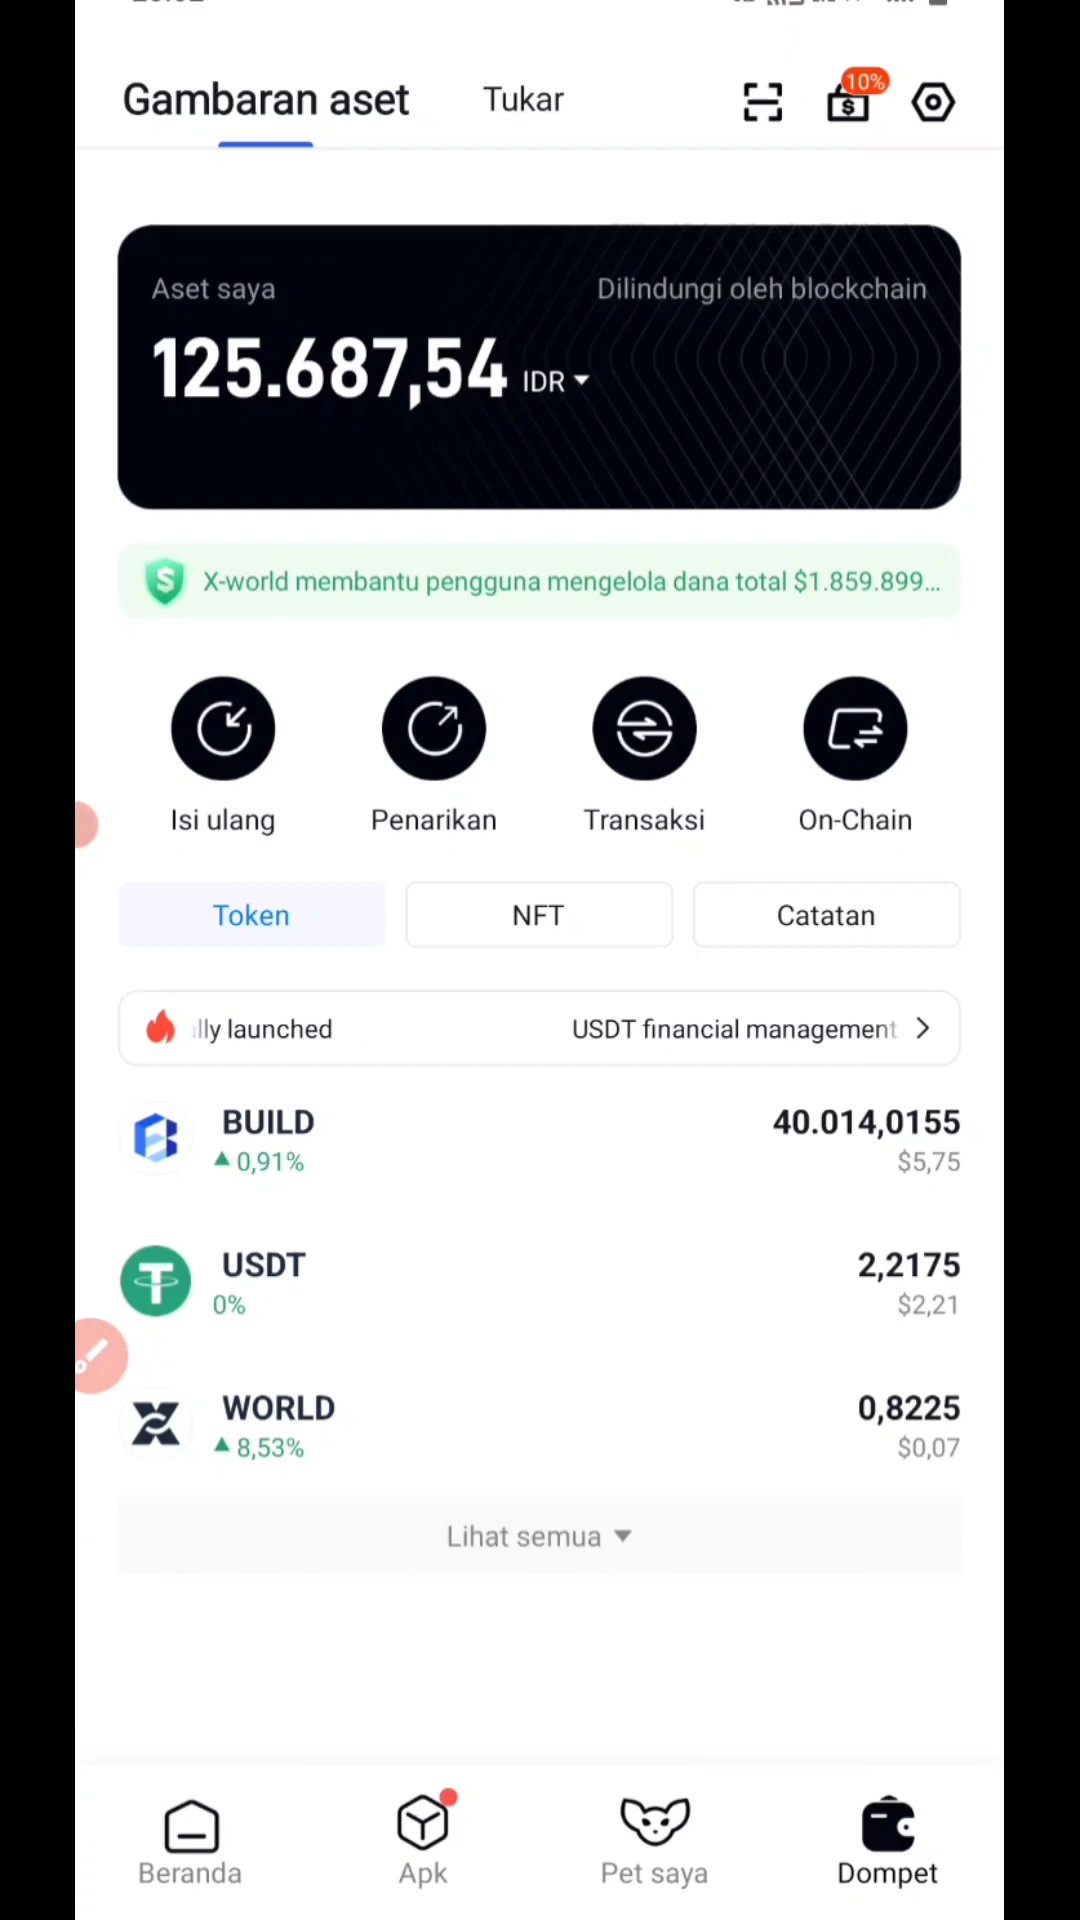 Gambaran aset
Tukar
10%
Aset saya
Dilindungi oleh blockchain
125.687,54 IDR
X-world membantu pengguna mengelola dana total $1.859.899...
Isi ulang
Penarikan
Transaksi
On-Chain
Token
NFT
Catatan
lly launched
USDT financial management
BUILD
40.014,0155
0,91%
$5,75
USDT
2,2175
0%
$2,21
WORLD
0,8225
8,53%
$0,07
Lihat semua
Beranda
Apk
Pet saya
Dompet